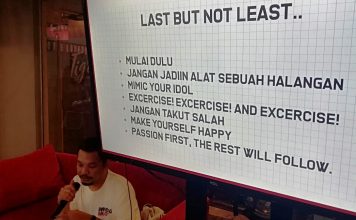 LAST BUT NOT LEAST..
• MULAI DULU
• JANGAN JADIIN ALAT SEBUAH HALANGAN
• MIMIC YOUR IDOL
• EXCERCISE! EXCERCISE! AND EXCERCISE!
• JANGAN TAKUT SALAH
• MAKE YOURSELF HAPPY
• PASSION FIRST, THE REST WILL FOLLOW.